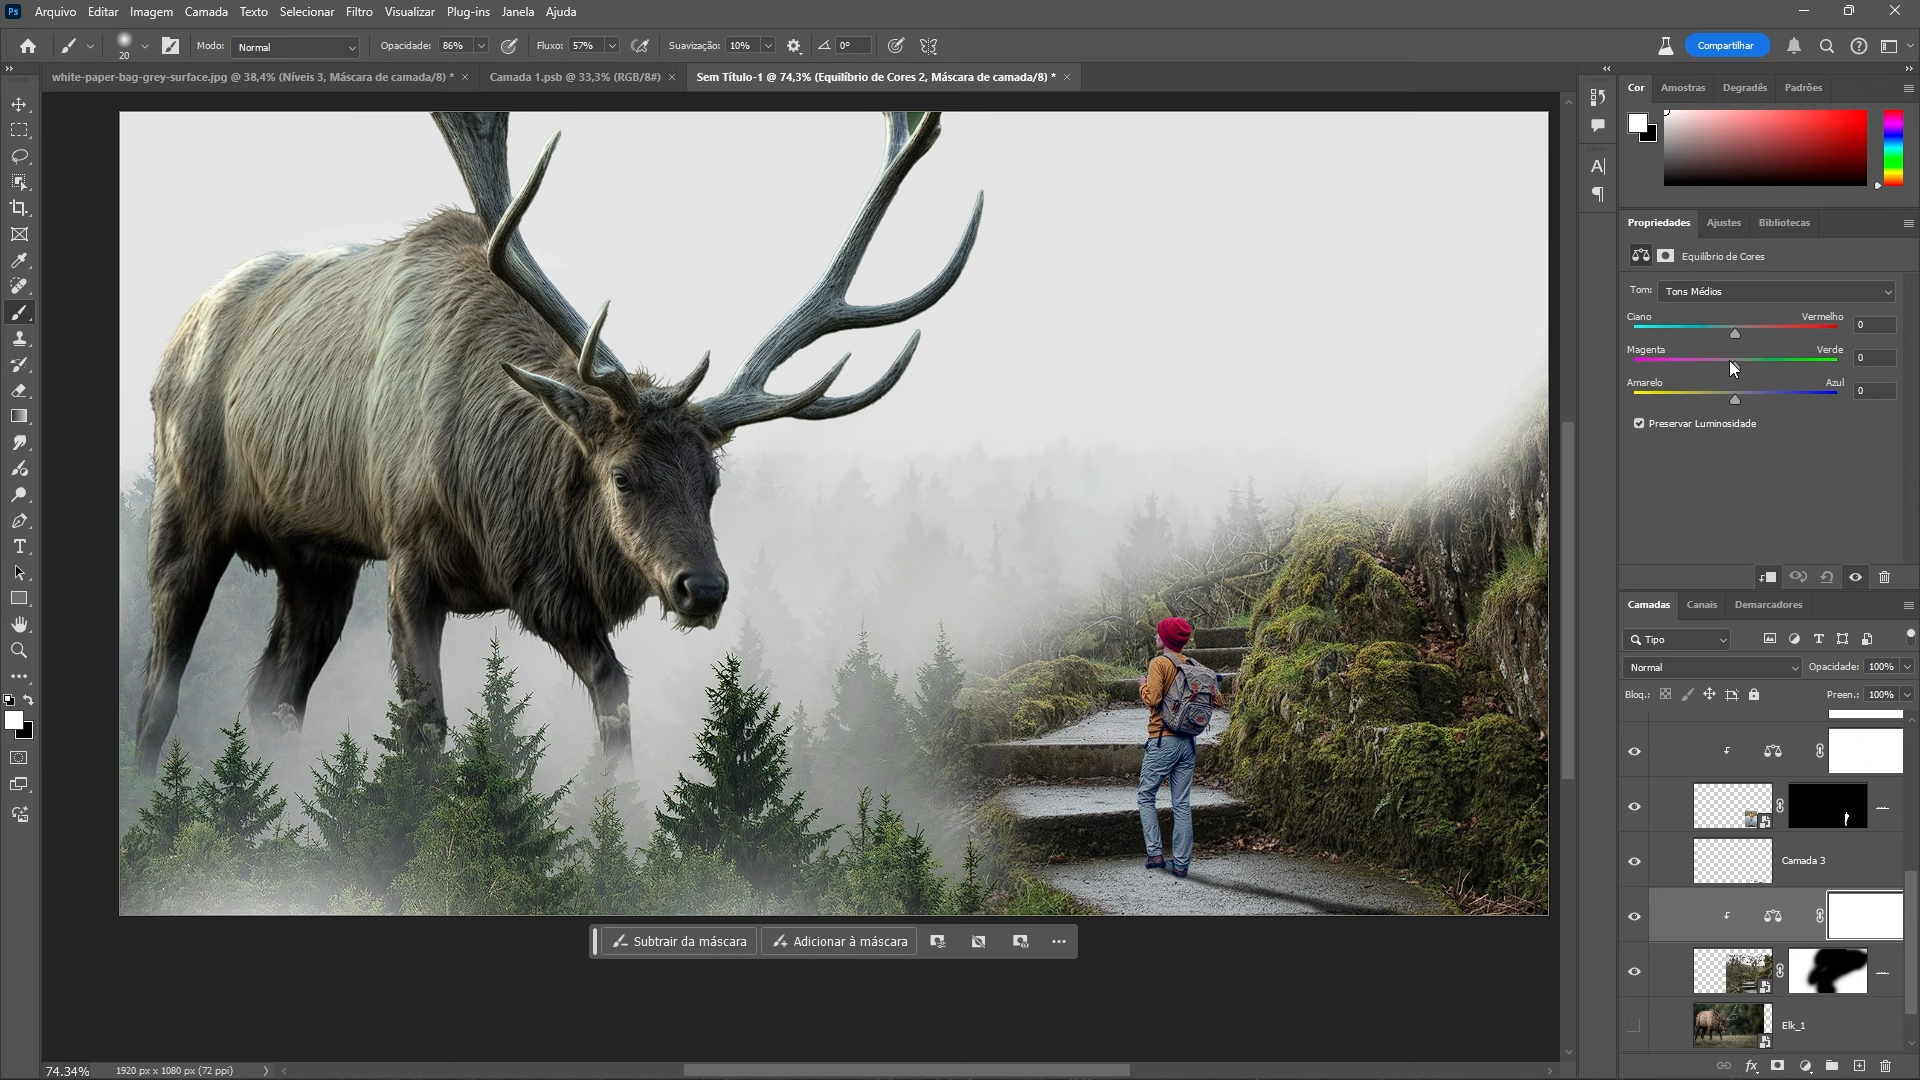 Ps Arquivo Editar Imagem Camada Texto Selecionar Filtro Visualizar Plug-ins Janela Ajuda
20 Modo: Normal Opacidade: 86% Fluxo: 57% Suavização: 10% 0° Compartilhar
white-paper-bag-grey-surface.jpg @ 38,4% (Níveis 3, Máscara de camada/8) * Camada 1.psb @ 33,3% (RGB/8#) Sem Título-1 @ 74,3% (Equilíbrio de Cores 2, Máscara de camada/8) *
Cor Amostras Degradês Padrões
Propriedades Ajustes Bibliotecas
Equilíbrio de Cores
Tom: Tons Médios
Ciano Vermelho 0
Magenta Verde 0
Amarelo Azul 0
Preservar Luminosidade
Camadas Canais Demarcadores
Tipo
Normal Opacidade: 100%
Bloq.: Preen.: 100%
Camada 3
Elk_1
Subtrair da máscara Adicionar à máscara
74.34% 1920 px x 1080 px (72 ppi)